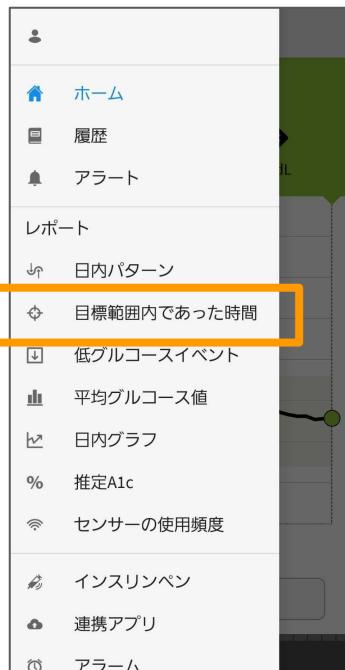 ホーム
履歴
アラート
レポート
日内パターン
目標範囲内であった時間
低グルコースイベント
平均グルコース値
日内グラフ
% 推定A1c
センサーの使用頻度
インスリンペン
連携アプリ
アラーム
dL